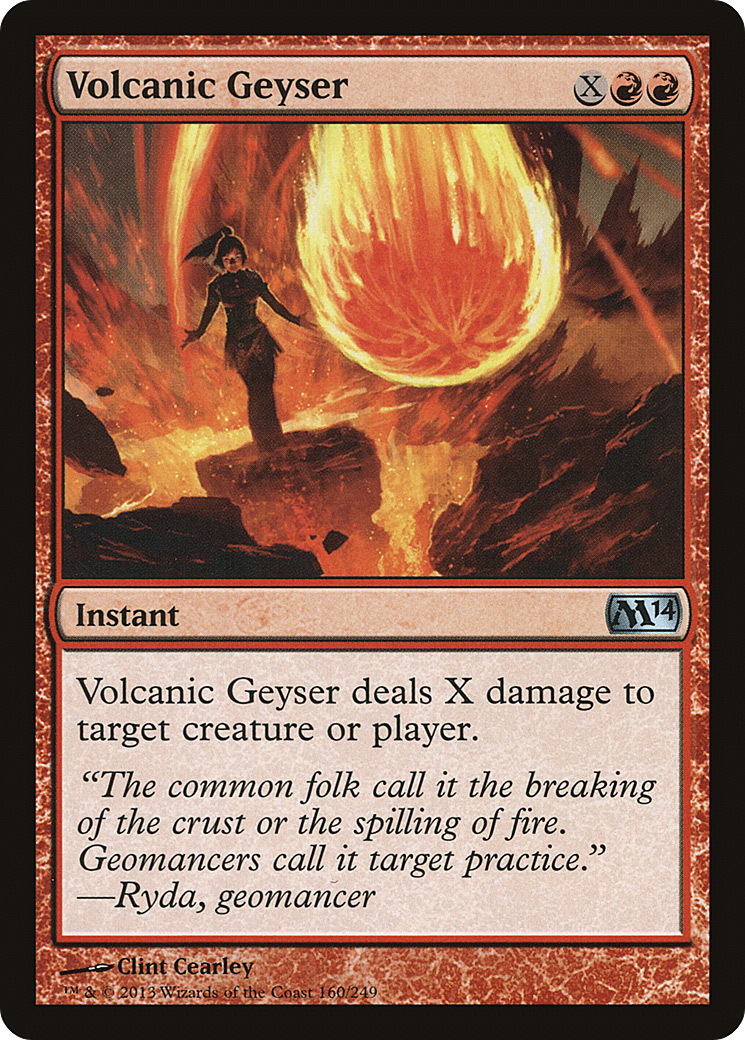 Volcanic Geyser X
Instant M14
Volcanic Geyser deals X damage to
target creature or player.
“The common folk call it the breaking
of the crust or the spilling of fire.
Geomancers call it target practice.”
—Ryda, geomancer
Clint Cearley
™ & © 2013 Wizards of the Coast 160/249